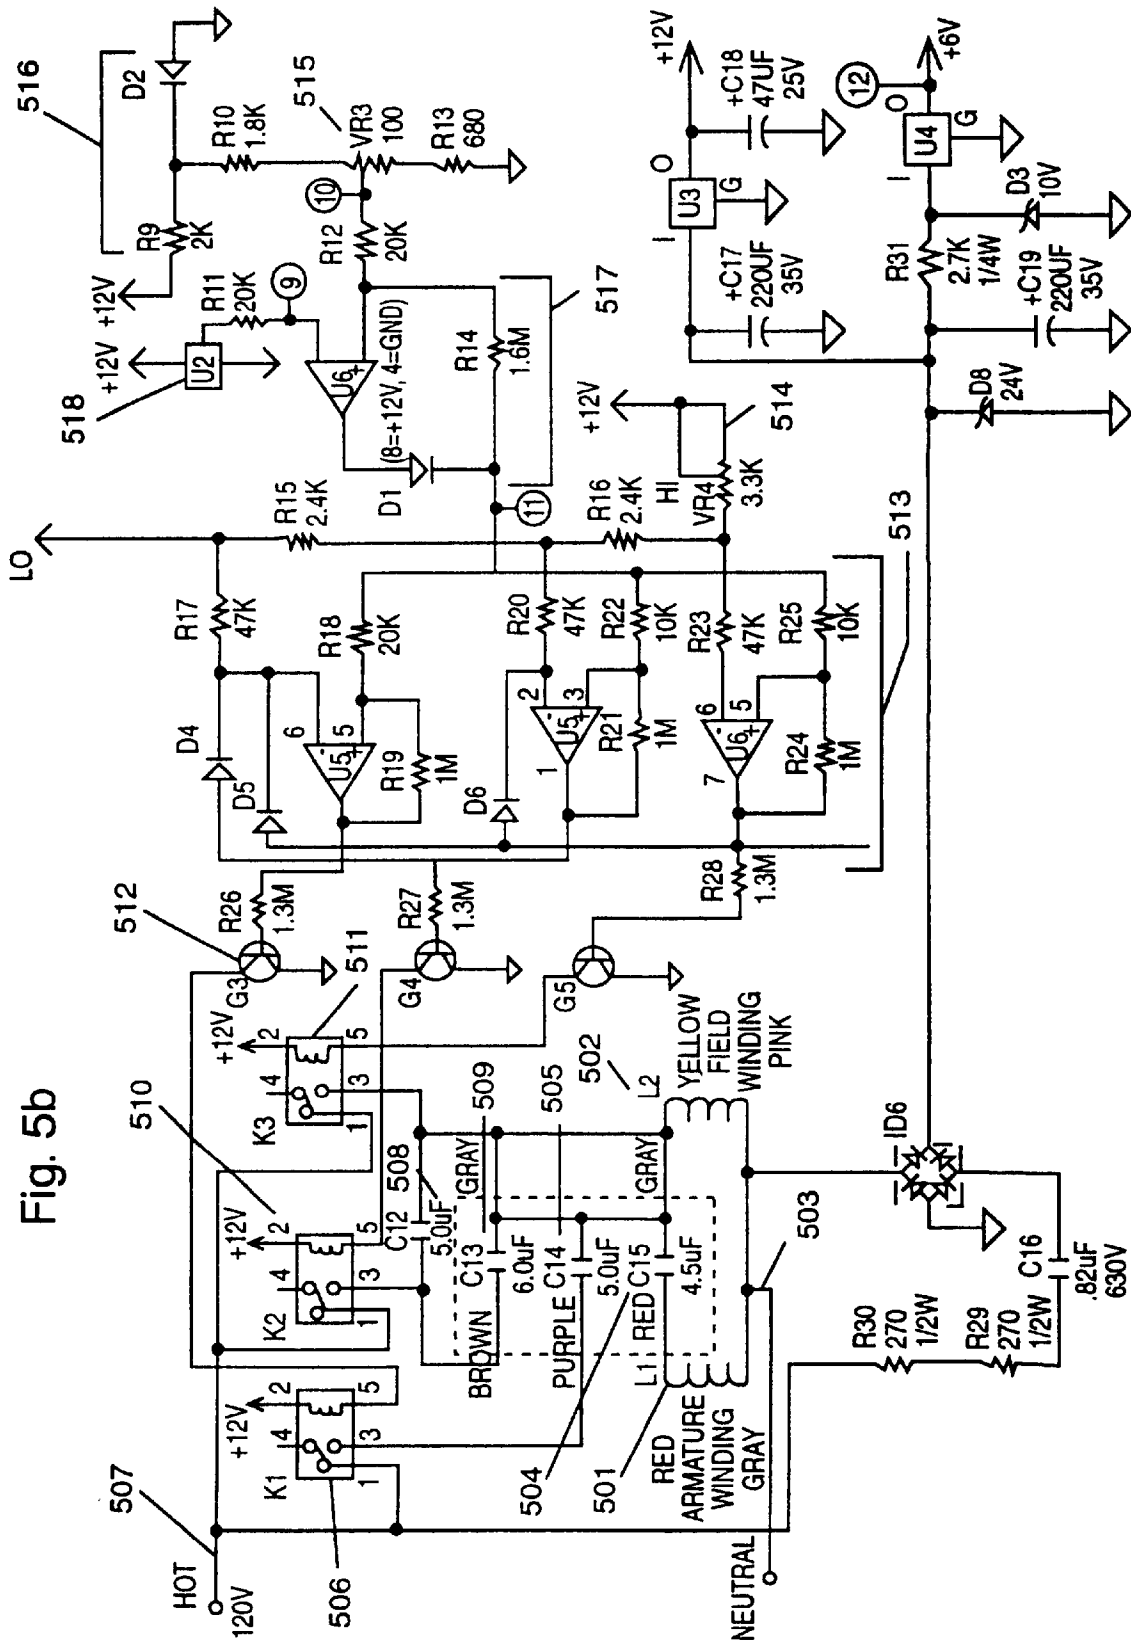 Fig. 5b
HOT
120V
507
506
K1
+12V
2
4
5
3
1
510
K2
+12V
2
4
5
3
1
K3
+12V
2
4
5
3
1
511
512
G3
R26
1.3M
G4
R27
1.3M
G5
R28
1.3M
C12
5.0uF
508
509
GRAY
BROWN
C13
6.0uF
505
PURPLE
C14
5.0uF
504
RED
C15
4.5uF
GRAY
502
L1
L2
501
RED
ARMATURE
WINDING
GRAY
YELLOW
FIELD
WINDING
PINK
503
NEUTRAL
R30
270
1/2W
R29
270
1/2W
C16
.82uF
630V
ID6
LO
D4
D5
R17
47K
6
-
U5
+
5
R18
20K
R19
1M
R15
2.4K
D6
R20
47K
2
-
U5
+
3
1
R22
10K
R21
1M
R16
2.4K
R23
47K
6
-
U6
+
5
7
R25
10K
R24
1M
513
HI
VR4
3.3K
+12V
514
518
+12V
U2
R11
20K
9
-
U6
+
(8=+12V, 4=GND)
D1
11
R14
1.6M
517
+12V
R9
2K
516
D2
R10
1.8K
515
VR3
100
R13
680
10
R12
20K
I
U3
O
G
+12V
+C17
220UF
35V
+C18
47UF
25V
D8
24V
+C19
220UF
35V
R31
2.7K
1/4W
D3
10V
I
U4
O
G
12
+6V